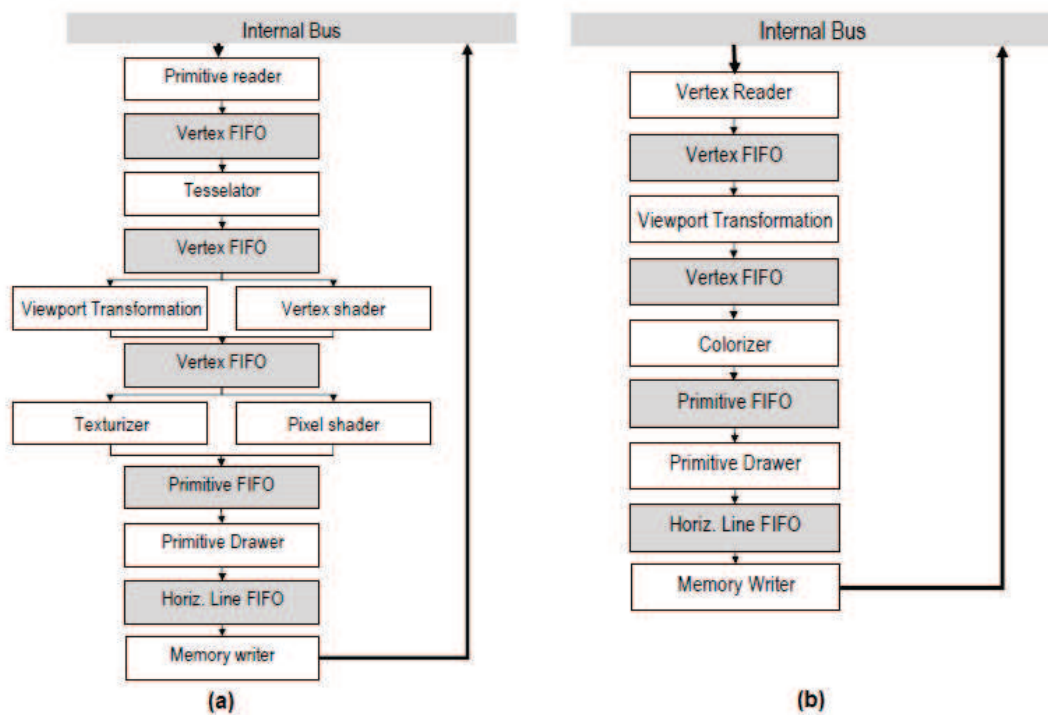 Internal Bus
Primitive reader
Vertex FIFO
Tesselator
Vertex FIFO
Viewport Transformation
Vertex shader
Vertex FIFO
Texturizer
Pixel shader
Primitive FIFO
Primitive Drawer
Horiz. Line FIFO
Memory writer
(a)
Internal Bus
Vertex Reader
Vertex FIFO
Viewport Transformation
Vertex FIFO
Colorizer
Primitive FIFO
Primitive Drawer
Horiz. Line FIFO
Memory Writer
(b)